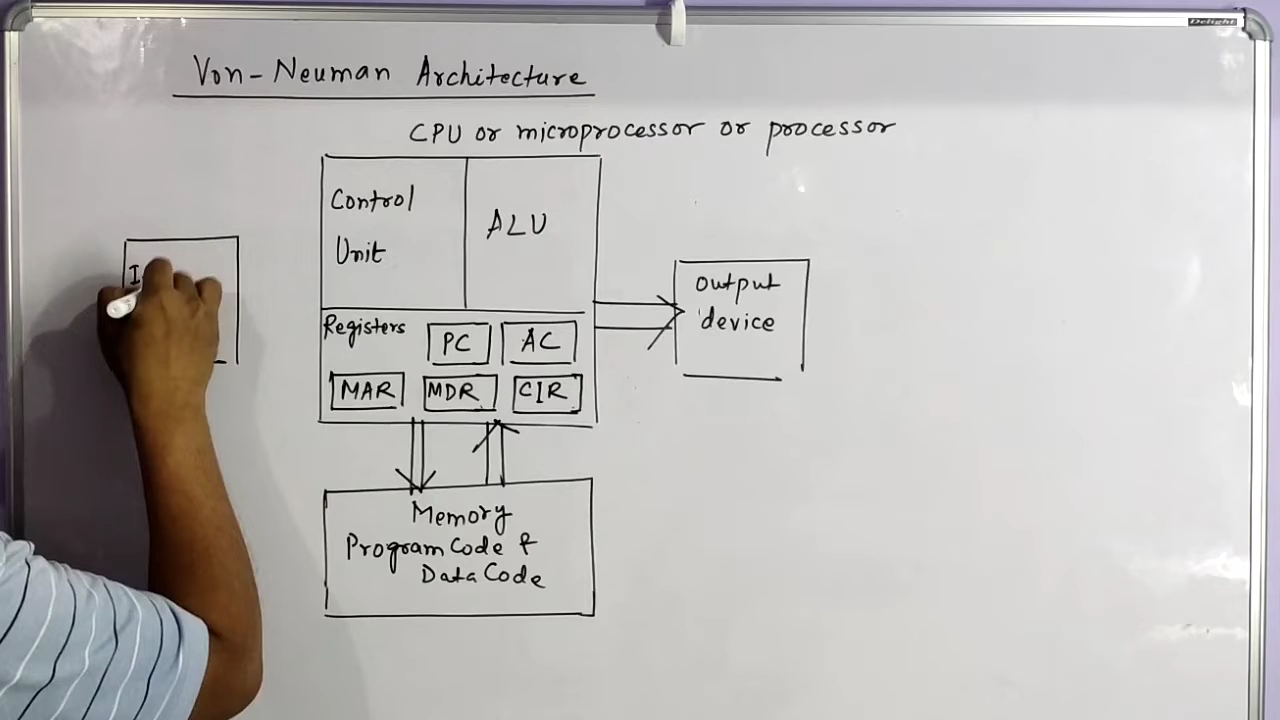 Delight
Von-Neuman Architecture
CPU or microprocessor or processor
Control
Unit
ALU
Registers
PC
AC
MAR
MDR
CIR
Output
device
Memory
Program Code &
Data Code